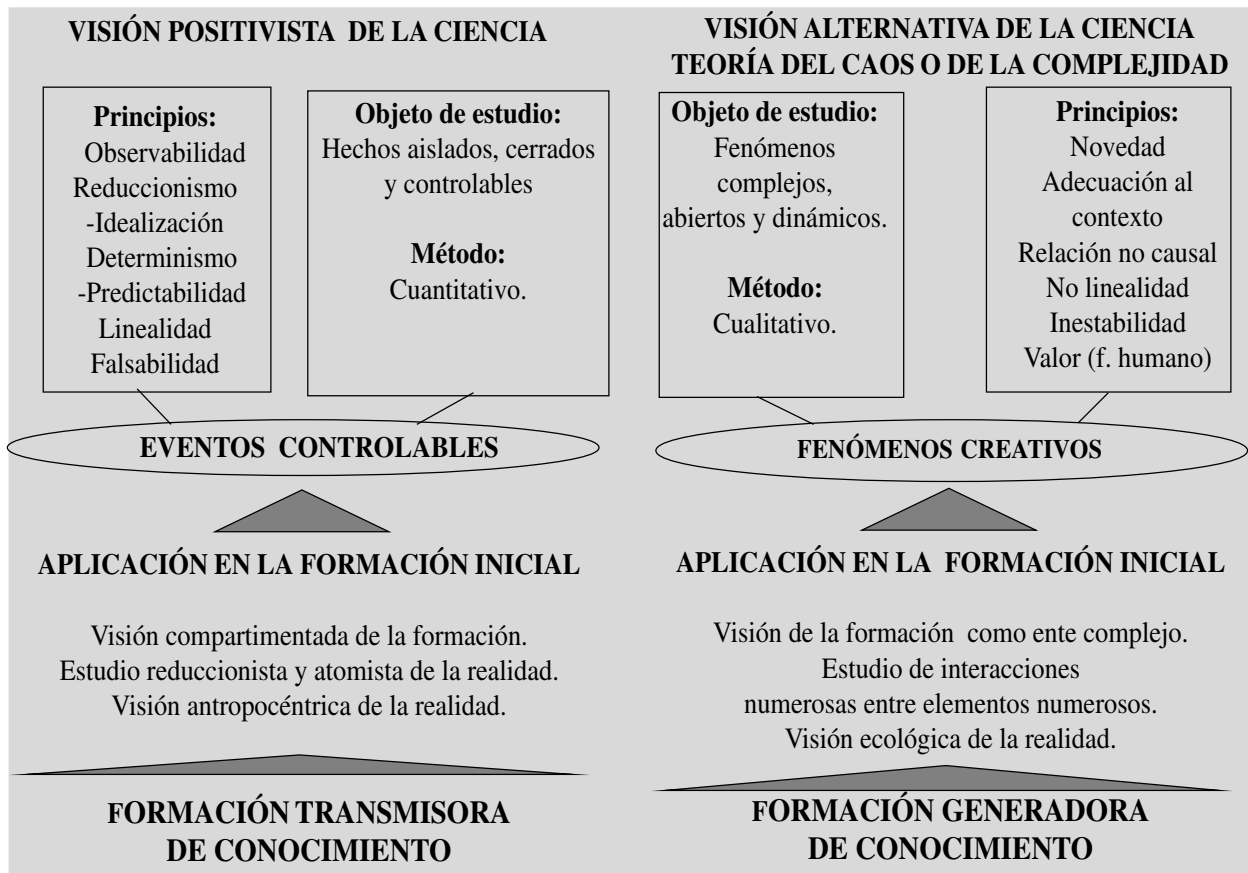 VISIÓN POSITIVISTA DE LA CIENCIA
Principios:
Observabilidad
Reduccionismo
-Idealización
Determinismo
-Predictabilidad
Linealidad
Falsabilidad
Objeto de estudio:
Hechos aislados, cerrados
y controlables
Método:
Cuantitativo.
EVENTOS CONTROLABLES
APLICACIÓN EN LA FORMACIÓN INICIAL
Visión compartimentada de la formación.
Estudio reduccionista y atomista de la realidad.
Visión antropocéntrica de la realidad.
FORMACIÓN TRANSMISORA
DE CONOCIMIENTO
VISIÓN ALTERNATIVA DE LA CIENCIA
TEORÍA DEL CAOS O DE LA COMPLEJIDAD
Objeto de estudio:
Fenómenos
complejos,
abiertos y dinámicos.
Método:
Cualitativo.
Principios:
Novedad
Adecuación al
contexto
Relación no causal
No linealidad
Inestabilidad
Valor (f. humano)
FENÓMENOS CREATIVOS
APLICACIÓN EN LA FORMACIÓN INICIAL
Visión de la formación como ente complejo.
Estudio de interacciones
numerosas entre elementos numerosos.
Visión ecológica de la realidad.
FORMACIÓN GENERADORA
DE CONOCIMIENTO